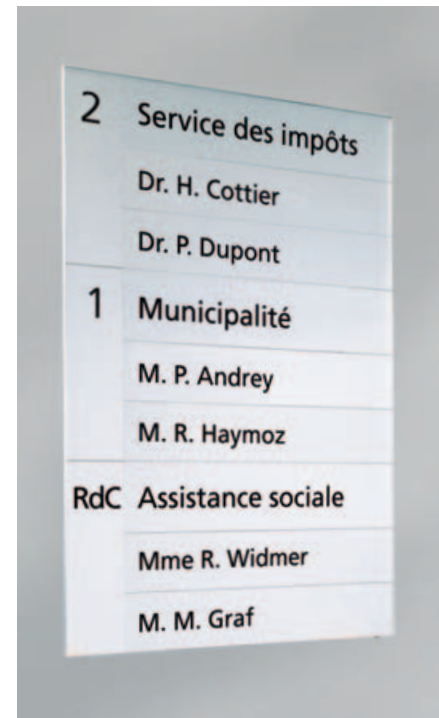 2 Service des impôts
Dr. H. Cottier
Dr. P. Dupont
1 Municipalité
M. P. Andrey
M. R. Haymoz
RdC Assistance sociale
Mme R. Widmer
M. M. Graf